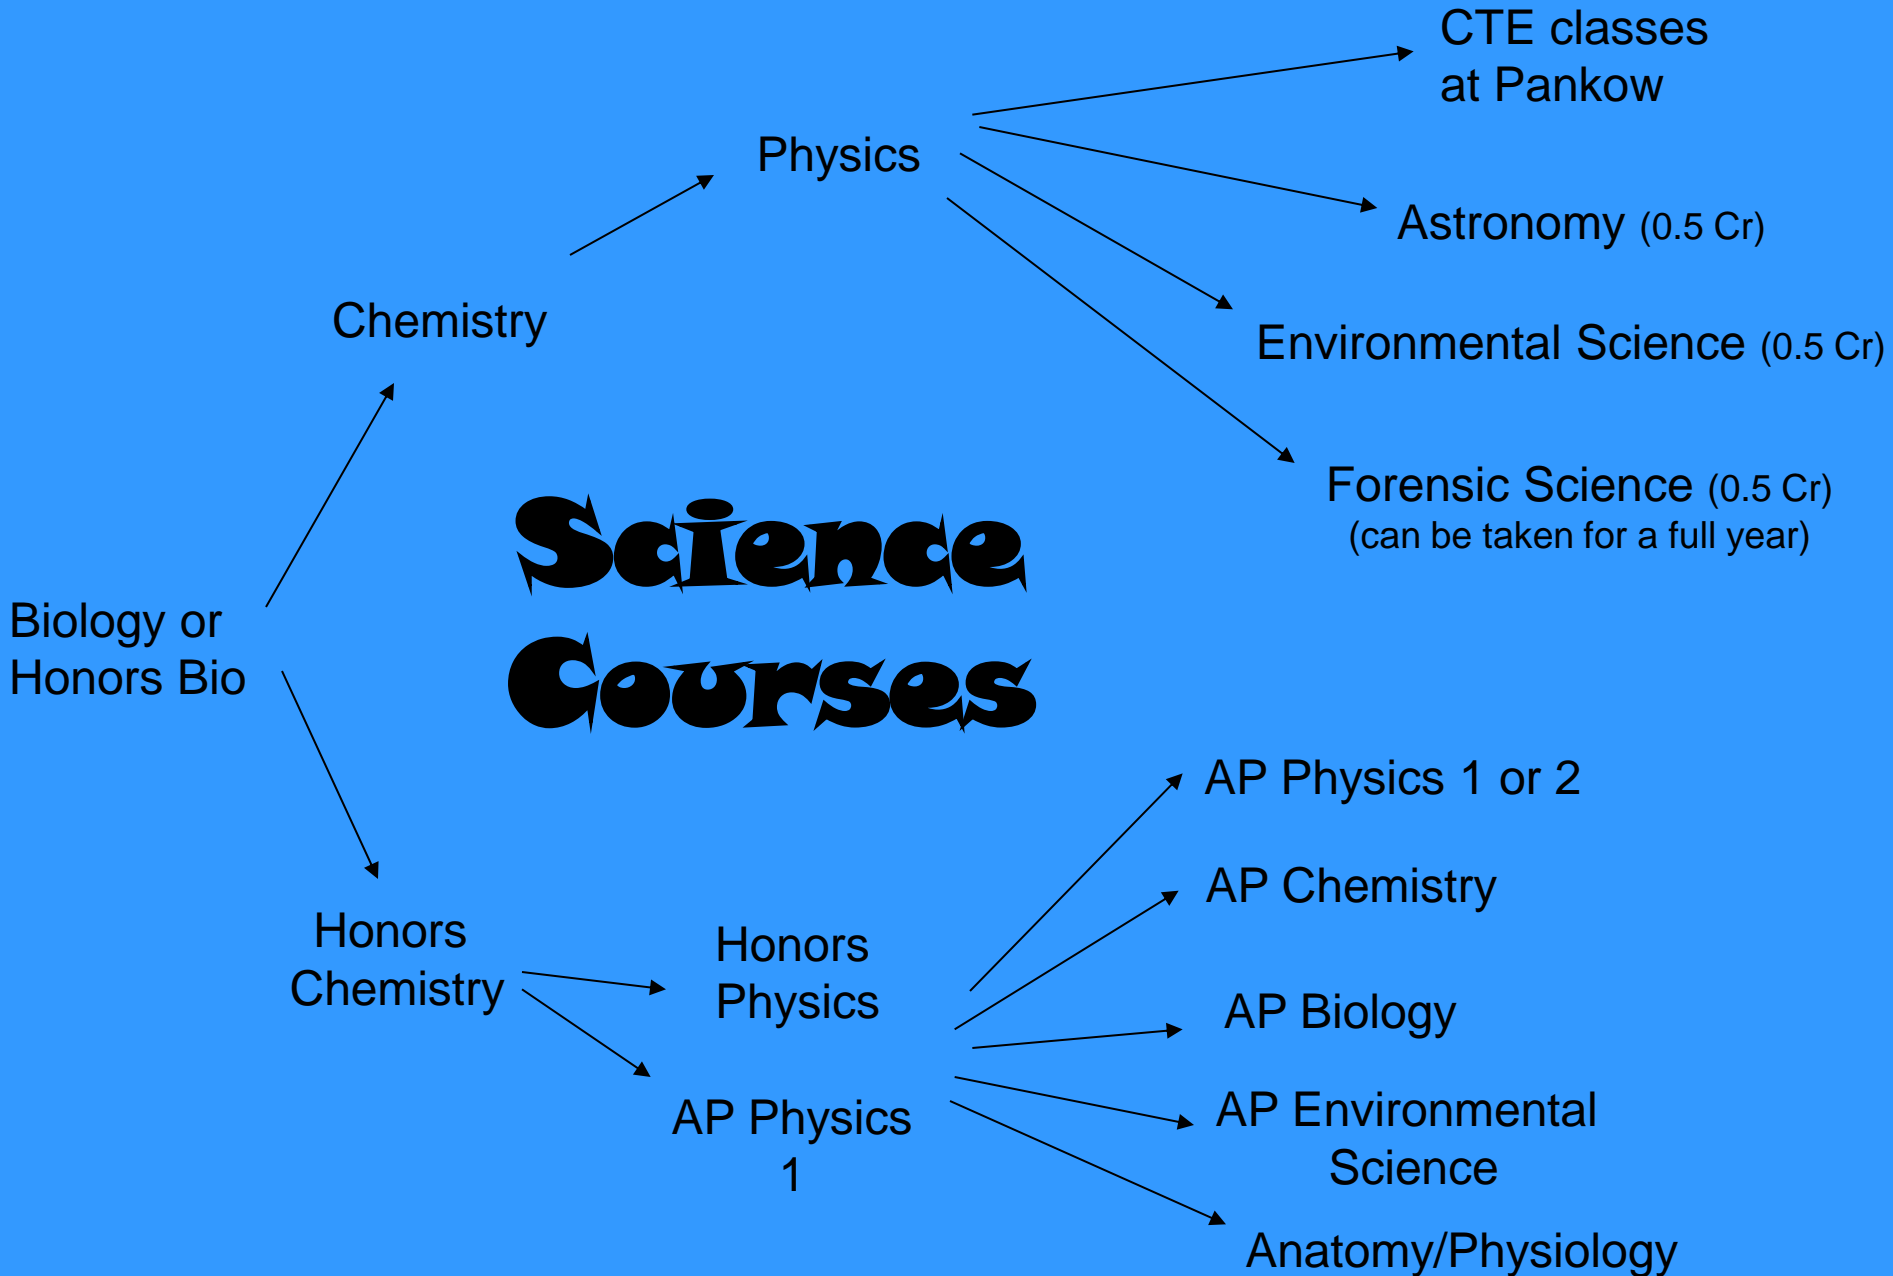 CTE classes
at Pankow
Physics
Astronomy (0.5 Cr)
Chemistry
Environmental Science (0.5 Cr)
Forensic Science (0.5 Cr)
(can be taken for a full year)
Science
Courses
Biology or
Honors Bio
AP Physics 1 or 2
AP Chemistry
Honors
Chemistry
Honors
Physics
AP Biology
AP Physics
1
AP Environmental
Science
Anatomy/Physiology